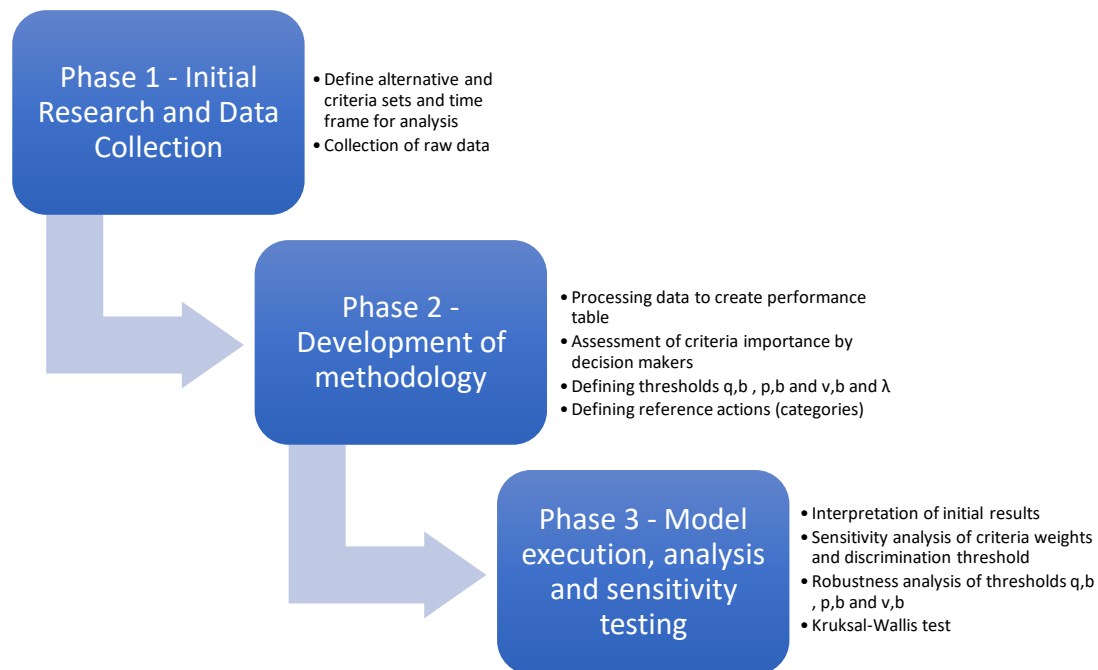 Phase 1 - Initial
Research and Data
Collection
• Define alternative and
criteria sets and time
frame for analysis
• Collection of raw data
Phase 2 -
Development of
methodology
• Processing data to create performance
table
• Assessment of criteria importance by
decision makers
• Defining thresholds q,b , p,b and v,b and λ
• Defining reference actions (categories)
Phase 3 - Model
execution, analysis
and sensitivity
testing
• Interpretation of initial results
• Sensitivity analysis of criteria weights
and discrimination threshold
• Robustness analysis of thresholds q,b
, p,b and v,b
• Kruksal-Wallis test